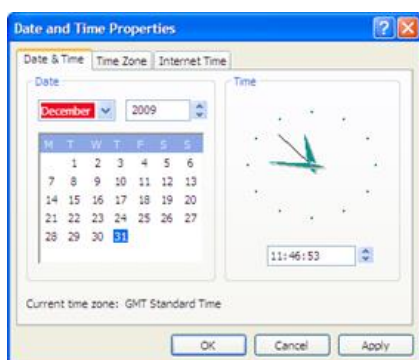 Date and Time Properties
Date & Time Time Zone Internet Time
Date
Time
December 2009
M T W T F S S
1 2 3 4 5 6
7 8 9 10 11 12 13
14 15 16 17 18 19 20
21 22 23 24 25 26 27
28 29 30 31
11:46:53
Current time zone: GMT Standard Time
OK Cancel Apply